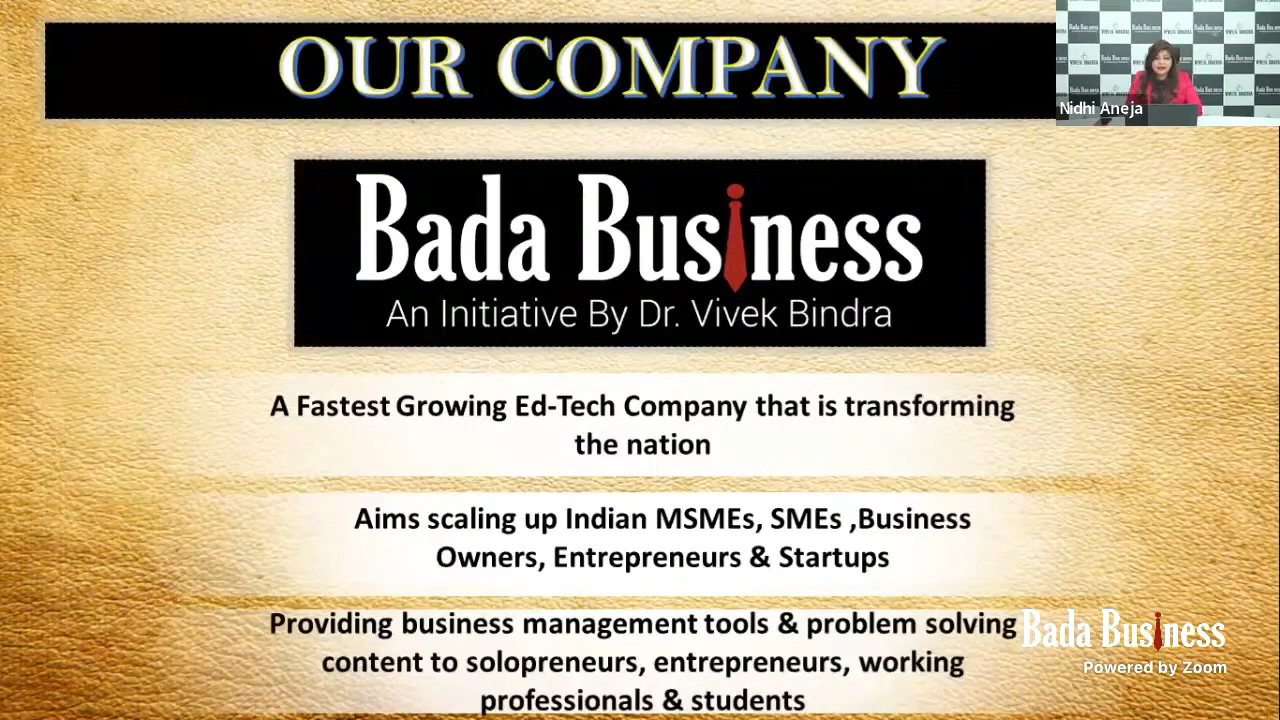 OUR COMPANY
Nidhi Aneja
Bada Business
An Initiative By Dr. Vivek Bindra
A Fastest Growing Ed-Tech Company that is transforming
the nation
Aims scaling up Indian MSMEs, SMEs ,Business
Owners, Entrepreneurs & Startups
Providing business management tools & problem solving
content to solopreneurs, entrepreneurs, working
professionals & students
Bada Business
Powered by Zoom